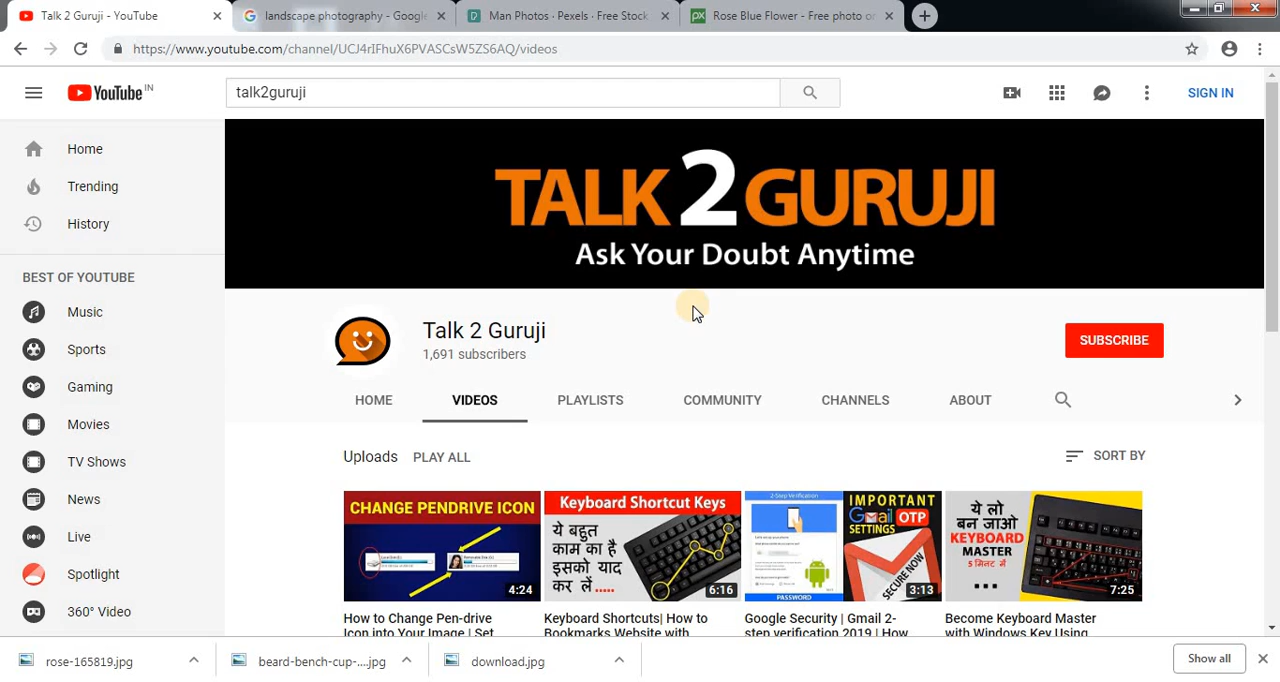 Talk 2 Guruji - YouTube
landscape photography - Google
Man Photos · Pexels · Free Stock
Rose Blue Flower - Free photo on
https://www.youtube.com/channel/UCJ4rIFhuX6PVASCsW5ZS6AQ/videos
YouTube IN
talk2guruji
SIGN IN
Home
Trending
History
BEST OF YOUTUBE
Music
Sports
Gaming
Movies
TV Shows
News
Live
Spotlight
360° Video
TALK 2 GURUJI
Ask Your Doubt Anytime
Talk 2 Guruji
1,691 subscribers
SUBSCRIBE
HOME VIDEOS PLAYLISTS COMMUNITY CHANNELS ABOUT
Uploads PLAY ALL
SORT BY
CHANGE PENDRIVE ICON
4:24
How to Change Pen-drive
Icon into Your Image | Set
Keyboard Shortcut Keys
ये बहुत
काम का है
इसको याद
कर लें .....
6:16
Keyboard Shortcuts| How to
Bookmarks Website with
2-Step Verification
PASSWORD
IMPORTANT
Gmail OTP
SETTINGS
SECURE NOW
3:13
Google Security | Gmail 2-
step verification 2019 | How
ये लो
बन जाओ
KEYBOARD
MASTER
5 मिनट में
...
7:25
Become Keyboard Master
with Windows Key Using
rose-165819.jpg
beard-bench-cup-....jpg
download.jpg
Show all